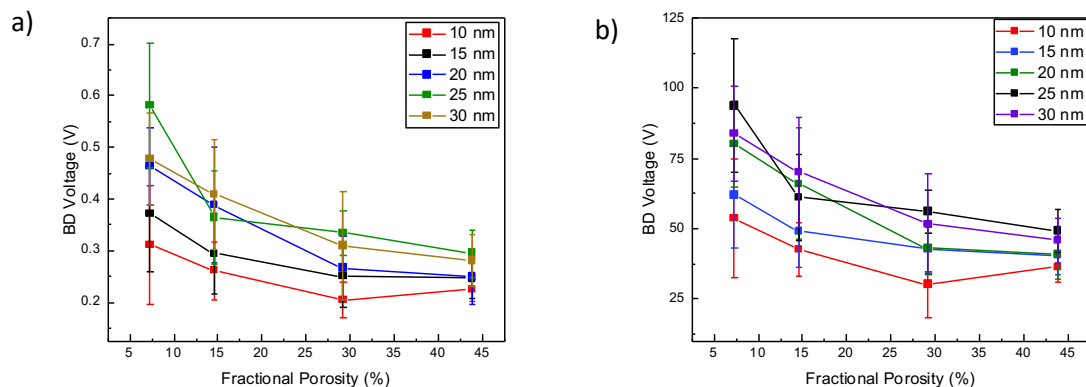 a)
BD Voltage (V)
0.7
0.6
0.5
0.4
0.3
0.2
5 10 15 20 25 30 35 40 45
Fractional Porosity (%)
10 nm
15 nm
20 nm
25 nm
30 nm
b)
BD Voltage (V)
125
100
75
50
25
5 10 15 20 25 30 35 40 45
Fractional Porosity (%)
10 nm
15 nm
20 nm
25 nm
30 nm